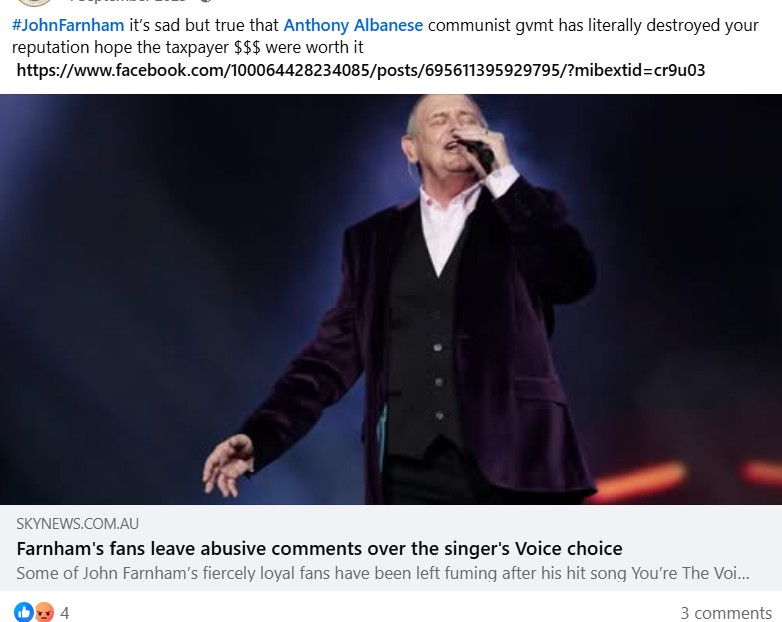 #JohnFarnham it's sad but true that Anthony Albanese communist gvmt has literally destroyed your
reputation hope the taxpayer $$$ were worth it
https://www.facebook.com/100064428234085/posts/695611395929795/?mibextid=cr9u03
SKYNEWS.COM.AU
Farnham's fans leave abusive comments over the singer's Voice choice
Some of John Farnham's fiercely loyal fans have been left fuming after his hit song You're The Voi...
4
3 comments